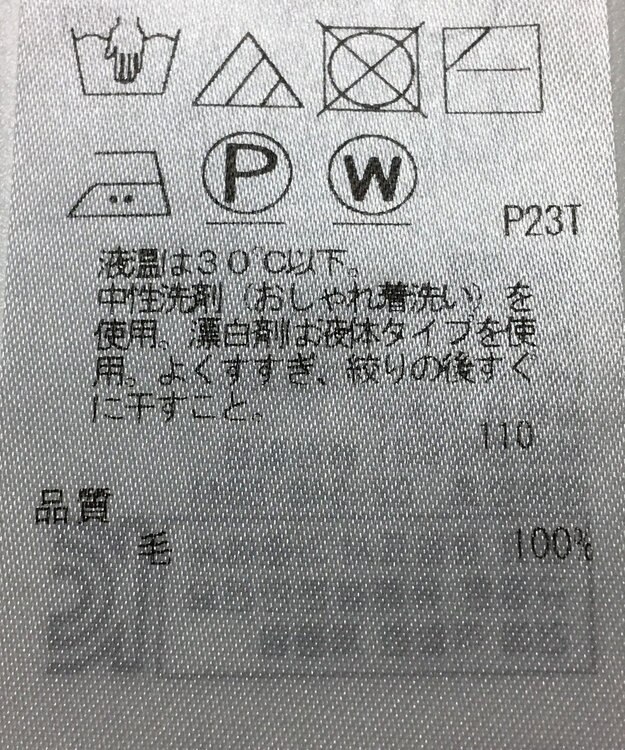 P W
P23T
液温は30℃以下。
中性洗剤（おしゃれ着洗い）を
使用。漂白剤は液体タイプを使
用。よくすすぎ、絞りの後すぐ
に干すこと。
110
品質
毛 100%